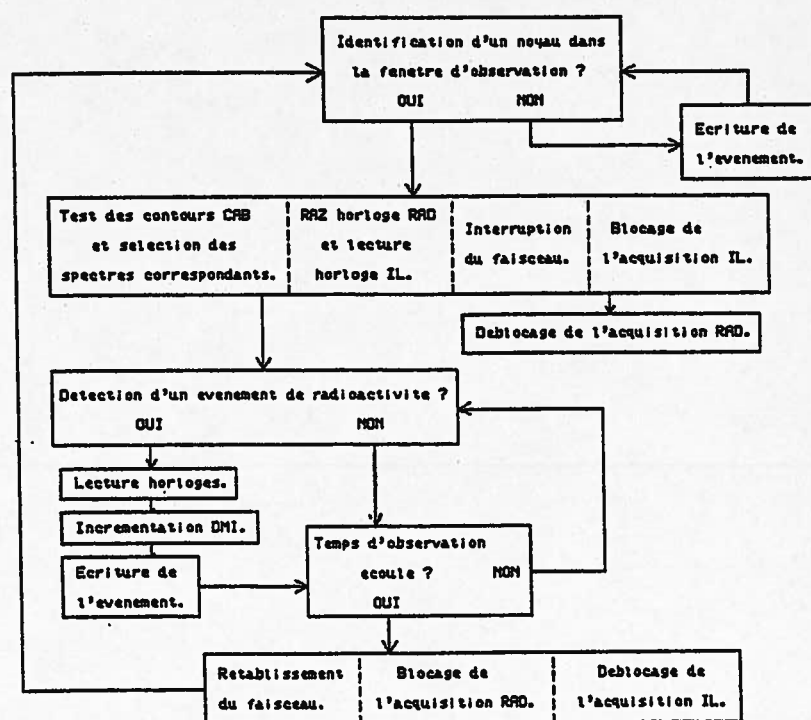 Identification d'un noyau dans
la fenetre d'observation ?
OUI NON
Ecriture de
l'evenement.
Test des contours CAB
et selection des
spectres correspondants.
RAZ horloge RAD
et lecture
horloge IL.
Interruption
du faisceau.
Blocage de
l'acquisition IL.
Deblocage de l'acquisition RAD.
Detection d'un evenement de radioactivite ?
OUI NON
Lecture horloges.
Incrementation DMI.
Ecriture de
l'evenement.
Temps d'observation
ecoule ? NON
OUI
Retablissement
du faisceau.
Blocage de
l'acquisition RAD.
Deblocage de
l'acquisition IL.